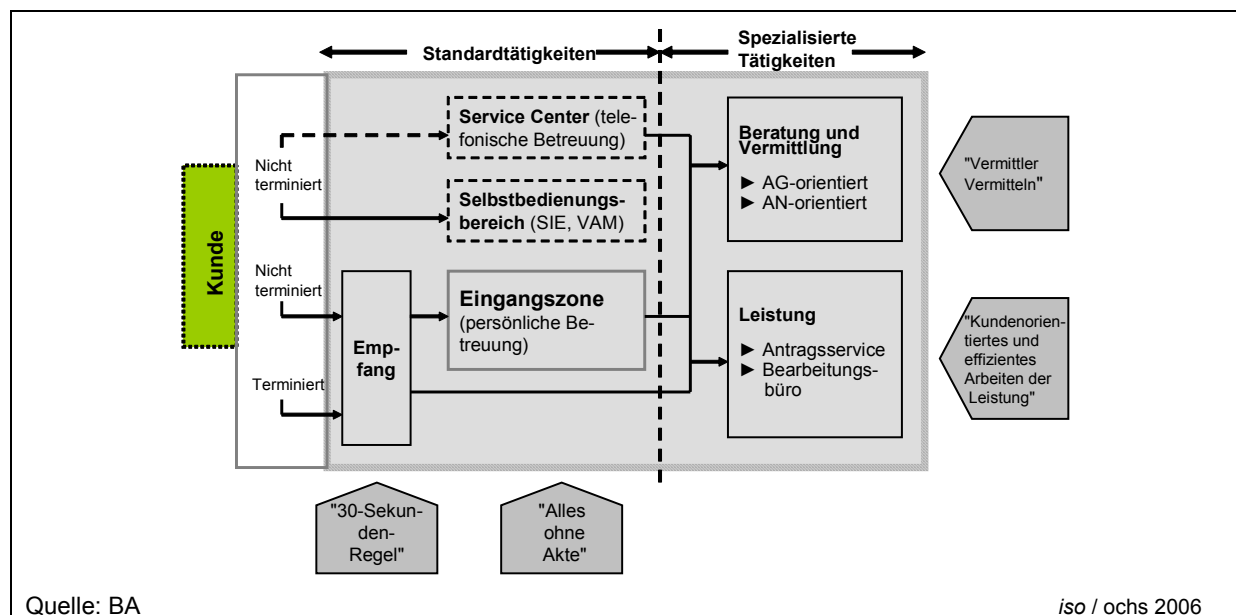 Standardtätigkeiten
Spezialisierte
Tätigkeiten
Kunde
Nicht
terminiert
Nicht
terminiert
Terminiert
Service Center (tele-
fonische Betreuung)
Selbstbedienungs-
bereich (SIE, VAM)
Emp-
fang
Eingangszone
(persönliche Be-
treuung)
Beratung und
Vermittlung
► AG-orientiert
► AN-orientiert
Leistung
► Antragsservice
► Bearbeitungs-
büro
"Vermittler
Vermitteln"
"Kundenorien-
tiertes und
effizientes
Arbeiten der
Leistung"
"30-Sekun-
den-
Regel"
"Alles
ohne
Akte"
Quelle: BA
iso / ochs 2006